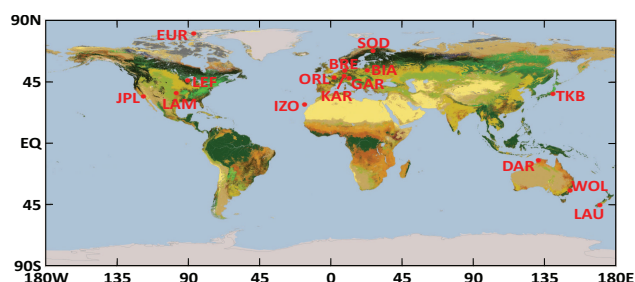 90N
EUR
SOD
BRE
BIA
45
LEF
ORL
GAR
JPL
LAM
KAR
TKB
IZO
EQ
DAR
WOL
45
LAU
90S
180W 135 90 45 0 45 90 135 180E